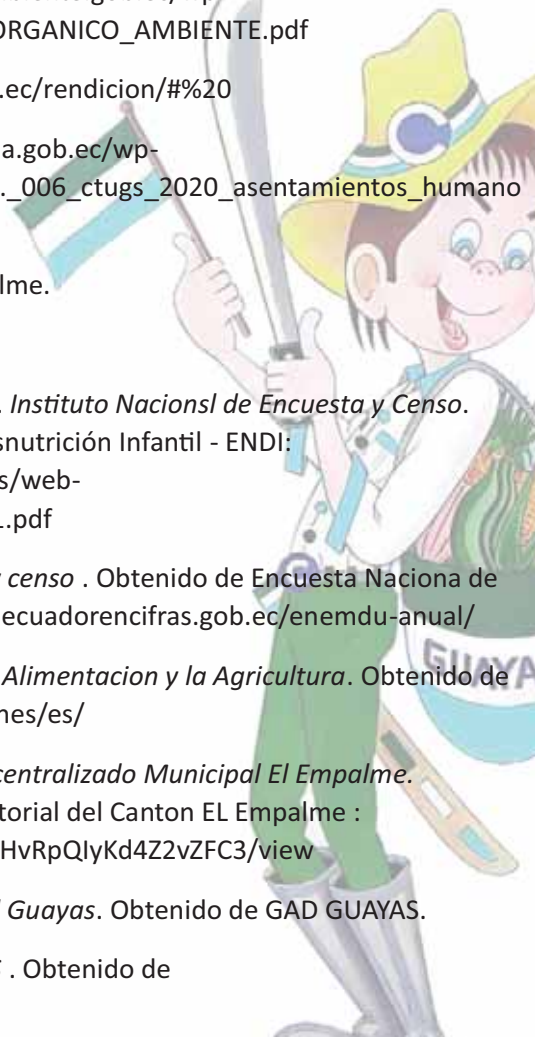 ORGANICO_AMBIENTE.pdf
.ec/rendicion/#%20
a.gob.ec/wp-
._006_ctugs_2020_asentamientos_humano
lme.
. Instituto Nacionsl de Encuesta y Censo.
snutrición Infantil - ENDI:
s/web-
.pdf
censo . Obtenido de Encuesta Naciona de
ecuadorencifras.gob.ec/enemdu-anual/
Alimentacion y la Agricultura. Obtenido de
nes/es/
centralizado Municipal El Empalme.
torial del Canton EL Empalme :
HvRpQIyKd4Z2vZFC3/view
Guayas. Obtenido de GAD GUAYAS.
. Obtenido de
GUAYA